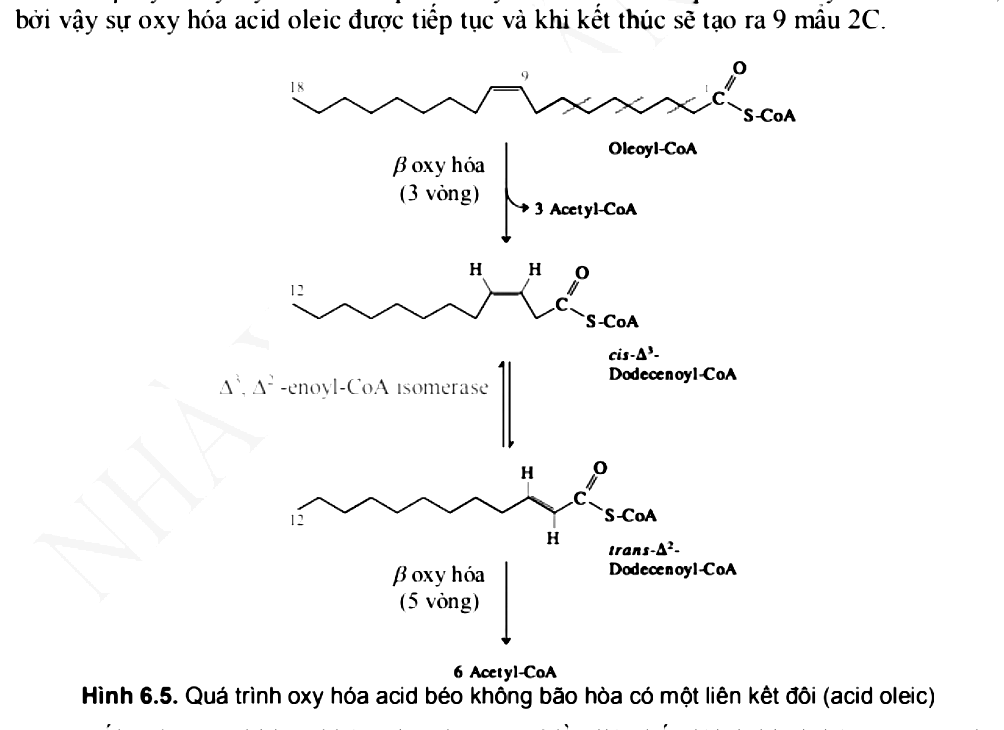 bởi vậy sự oxy hóa acid oleic được tiếp tục và khi kết thúc sẽ tạo ra 9 mẩu 2C.
18
9
1
C
O
S-CoA
Oleoyl-CoA
β oxy hóa
(3 vòng)
3 Acetyl-CoA
12
H H O
C
S-CoA
cis-Δ³-
Dodecenoyl-CoA
Δ³, Δ² -enoyl-CoA isomerase
H O
C
12
S-CoA
H
trans-Δ²-
Dodecenoyl-CoA
β oxy hóa
(5 vòng)
6 Acetyl-CoA
Hình 6.5. Quá trình oxy hóa acid béo không bão hòa có một liên kết đôi (acid oleic)
NHÀ